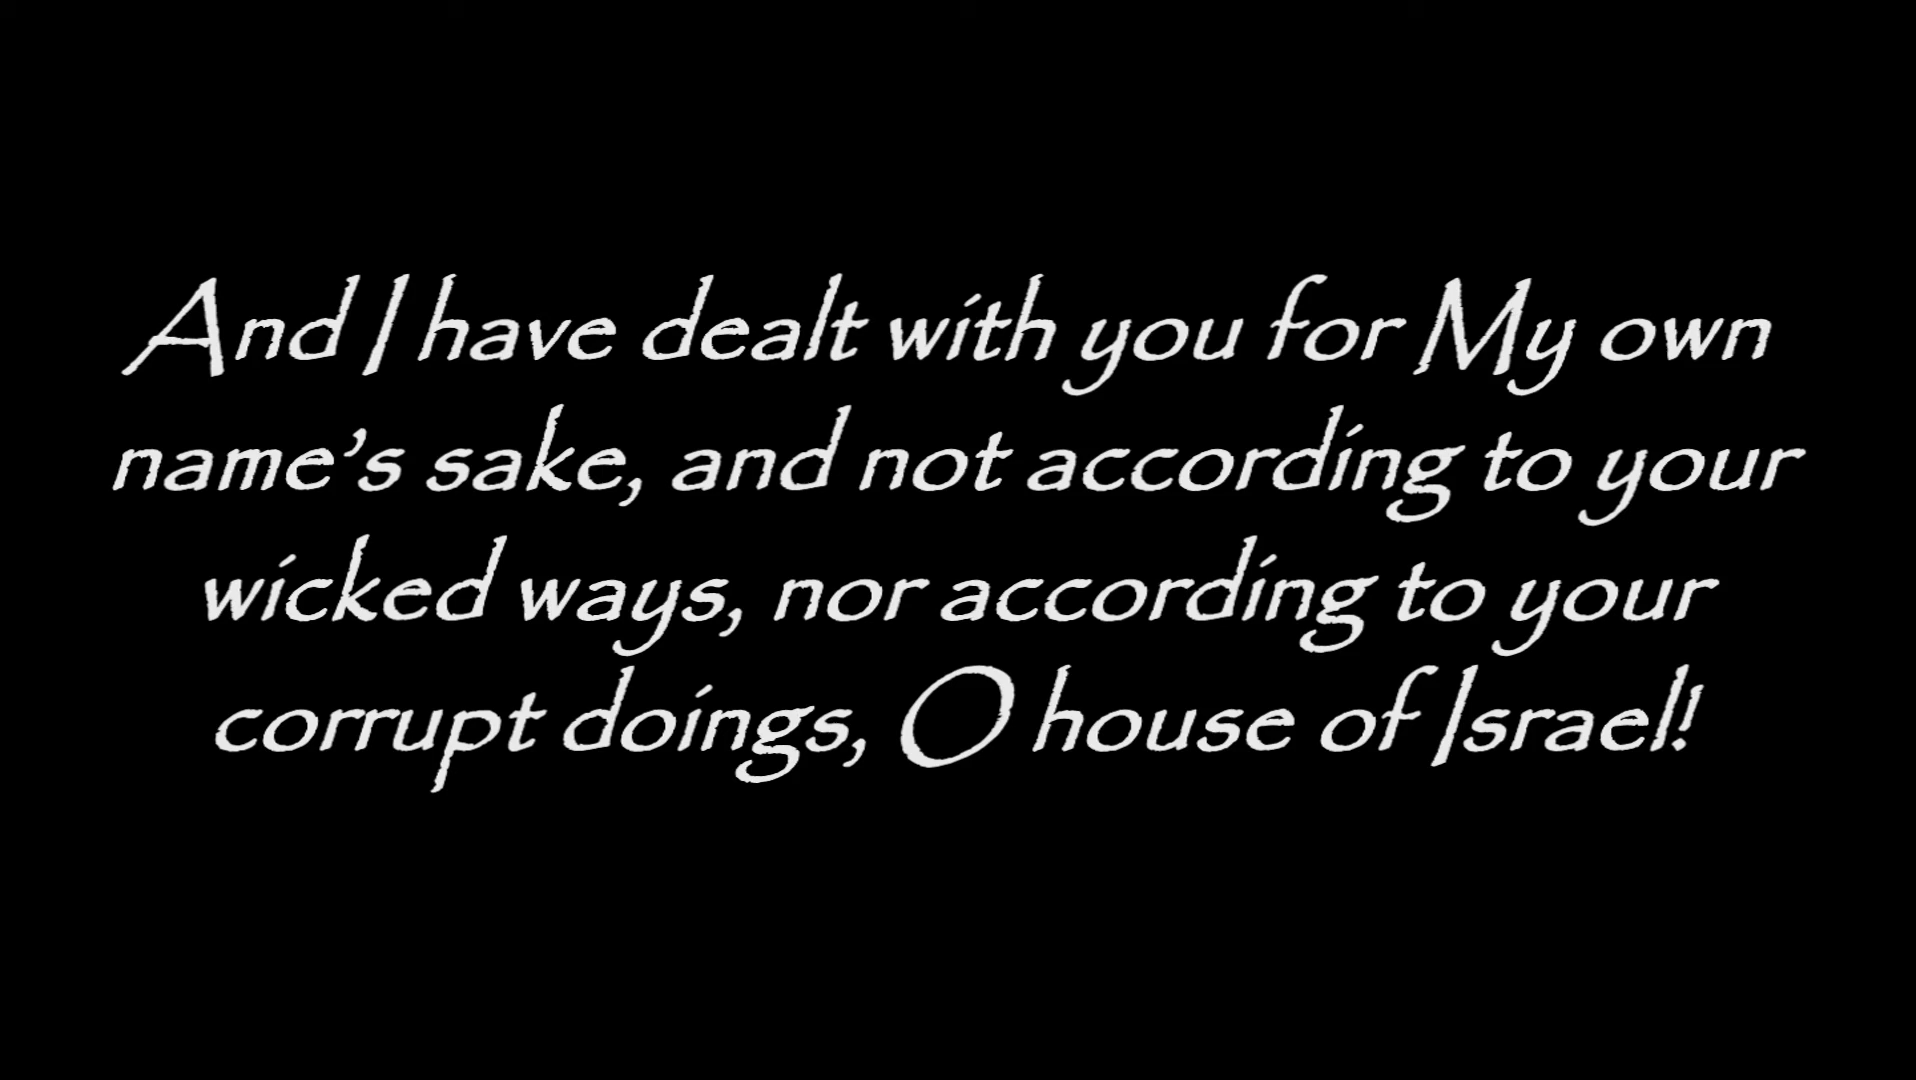 And I have dealt with you for My own
name’s sake, and not according to your
wicked ways, nor according to your
corrupt doings, O house of Israel!